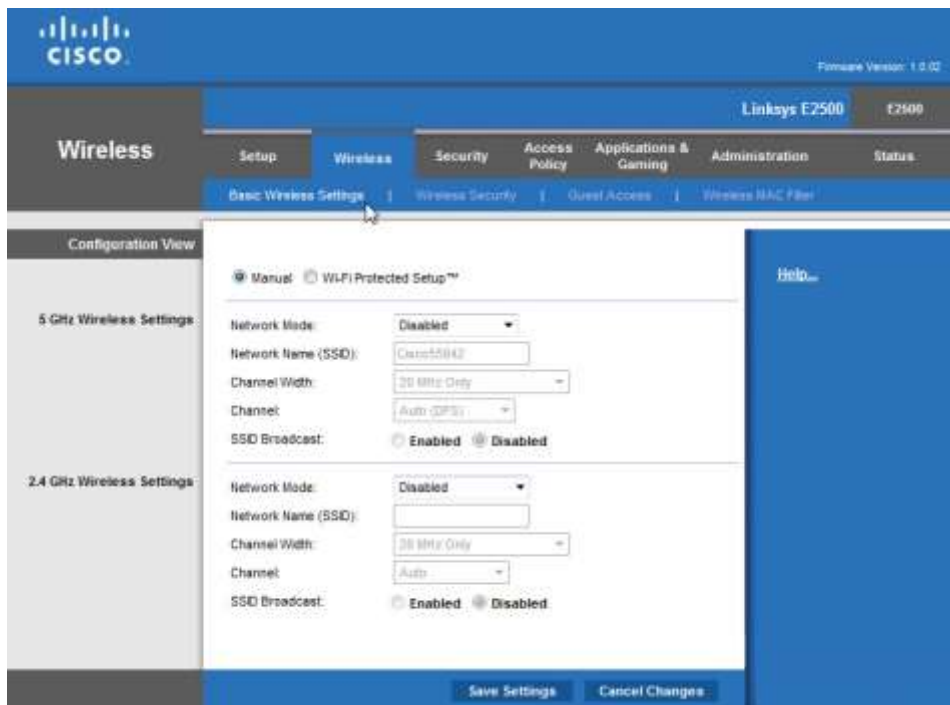 CISCO
Firmware Version: 1.0.02
Linksys E2500 E2500
Wireless
Setup Wireless Security Access Policy Applications & Gaming Administration Status
Basic Wireless Settings | Wireless Security | Guest Access | Wireless MAC Filter
Configuration View
Manual Wi-Fi Protected Setup™
Help...
5 GHz Wireless Settings
Network Mode: Disabled
Network Name (SSID): Cisco55842
Channel Width: 20 MHz Only
Channel: Auto (DFS)
SSID Broadcast: Enabled Disabled
2.4 GHz Wireless Settings
Network Mode: Disabled
Network Name (SSID):
Channel Width: 20 MHz Only
Channel: Auto
SSID Broadcast: Enabled Disabled
Save Settings Cancel Changes